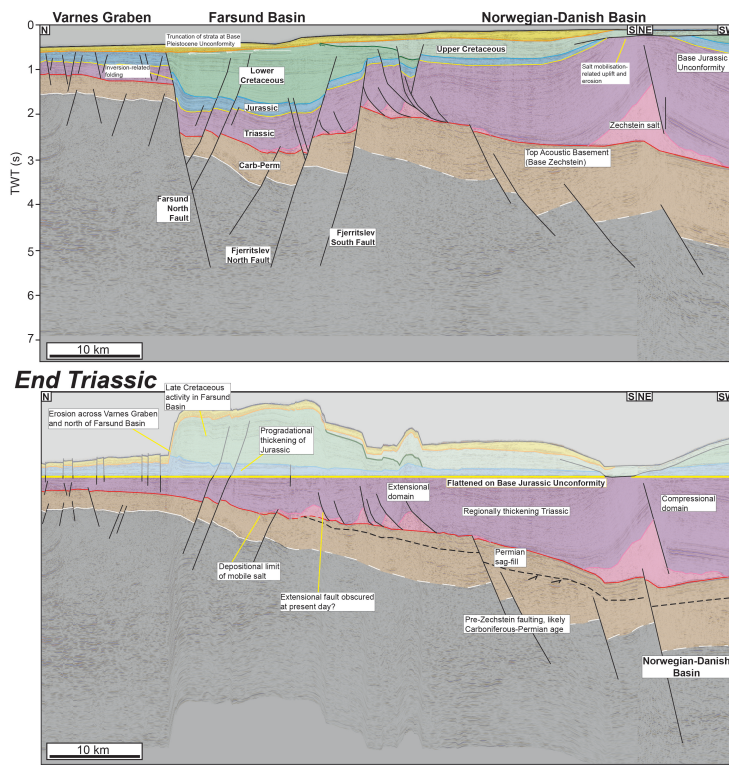 Varnes Graben
Farsund Basin
Norwegian-Danish Basin
N
S NE
SW
Truncation of strata at Base
Pleistocene Unconformity
Upper Cretaceous
Inversion-related
folding
Lower
Cretaceous
Salt mobilisation-
related uplift and
erosion
Base Jurassic
Unconformity
Jurassic
Triassic
Zechstein salt
Carb-Perm
Top Acoustic Basement
(Base Zechstein)
Farsund
North
Fault
Fjerritslev
North Fault
Fjerritslev
South Fault
TWT (s)
0
1
2
3
4
5
6
7
10 km
End Triassic
N
S NE
SW
Late Cretaceous
activity in Farsund
Basin
Erosion across Varnes Graben
and north of Farsund Basin
Progradational
thickening of
Jurassic
Flattened on Base Jurassic Unconformity
Extensional
domain
Regionally thickening Triassic
Compressional
domain
Permian
sag-fill
Depositional limit
of mobile salt
Extensional fault obscured
at present day?
Pre-Zechstein faulting, likely
Carboniferous-Permian age
Norwegian-Danish
Basin
10 km